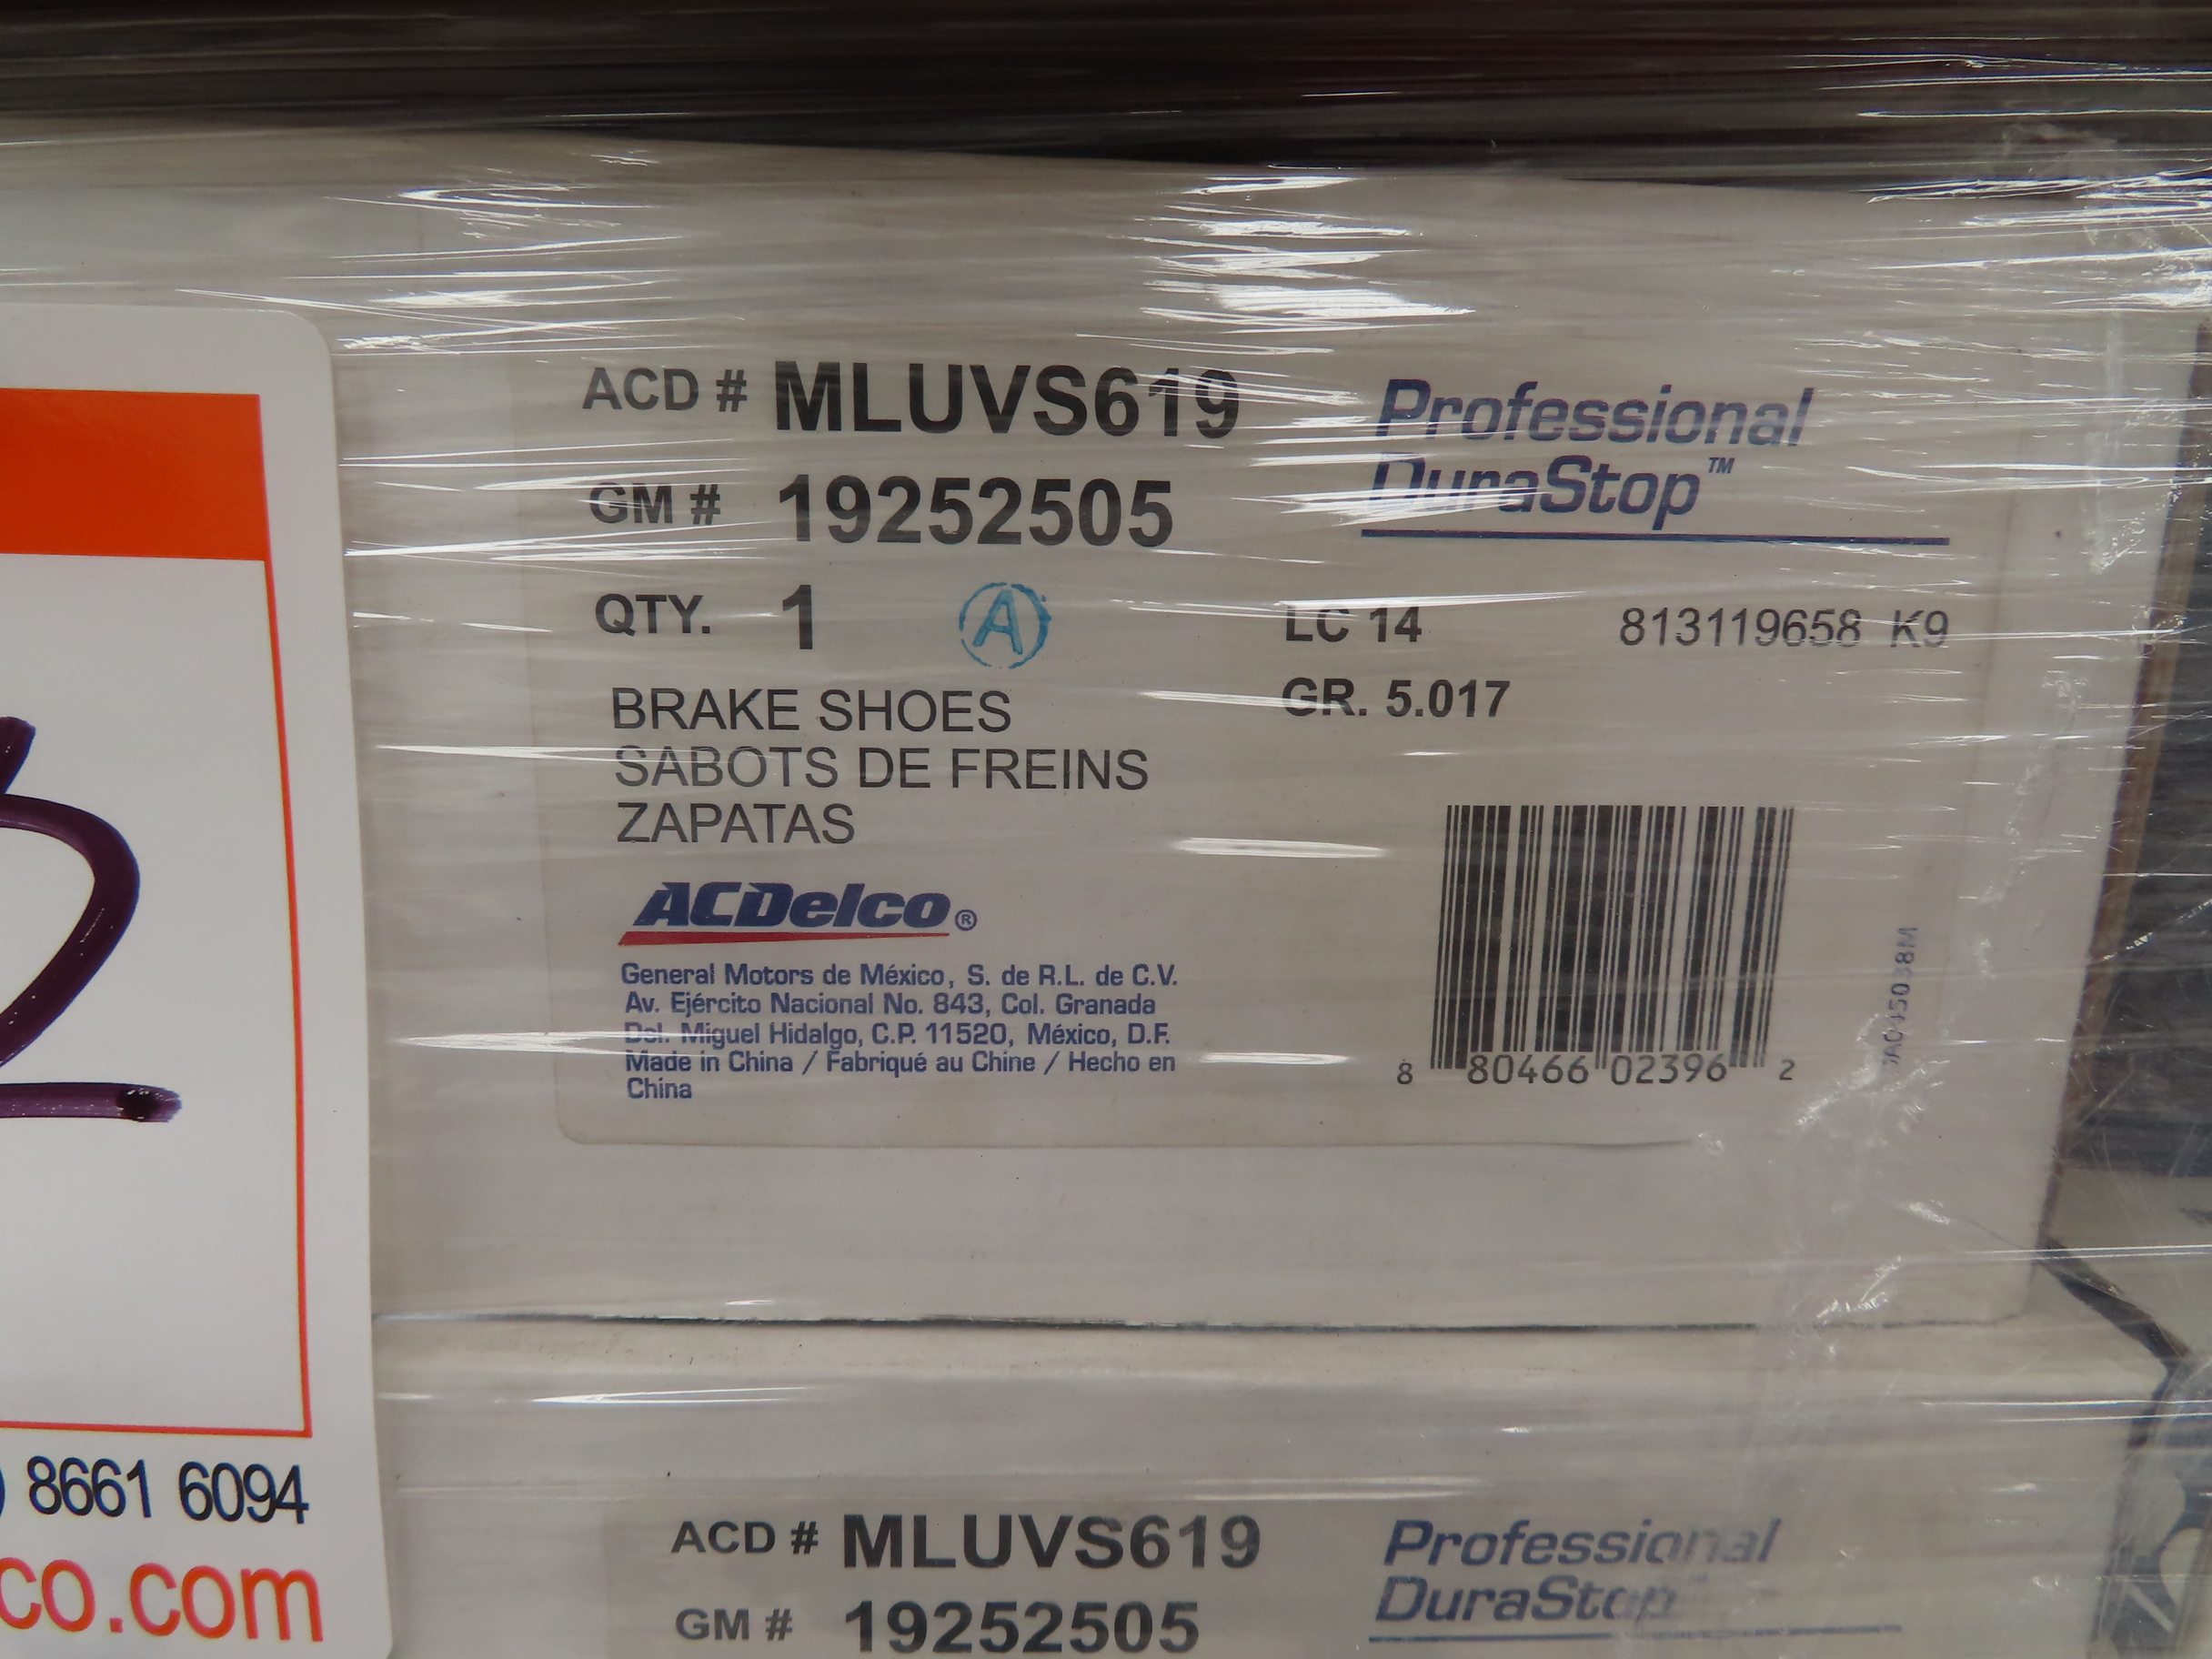 ACD # MLUVS619
Professional
DuraStop™
GM # 19252505
QTY. 1
A
LC 14
813119658 K9
GR. 5.017
BRAKE SHOES
SABOTS DE FREINS
ZAPATAS
ACDelco®
General Motors de México, S. de R.L. de C.V.
Av. Ejército Nacional No. 843, Col. Granada
Del. Miguel Hidalgo, C.P. 11520, México, D.F.
Made in China / Fabriqué au Chine / Hecho en
China
8 80466 02396 2
2
8661 6094
co.com
ACD # MLUVS619
Professional
DuraStop
GM # 19252505